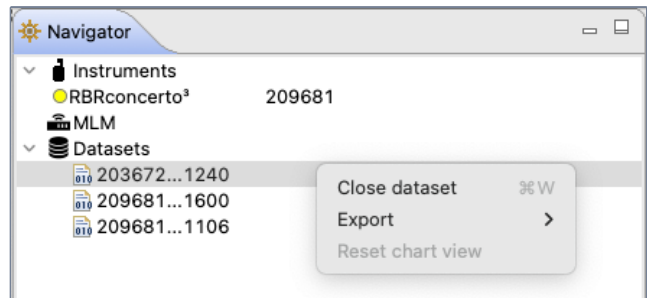 Navigator
Instruments
RBRconcerto³ 209681
MLM
Datasets
203672...1240
209681...1600
209681...1106
Close dataset ⌘W
Export >
Reset chart view